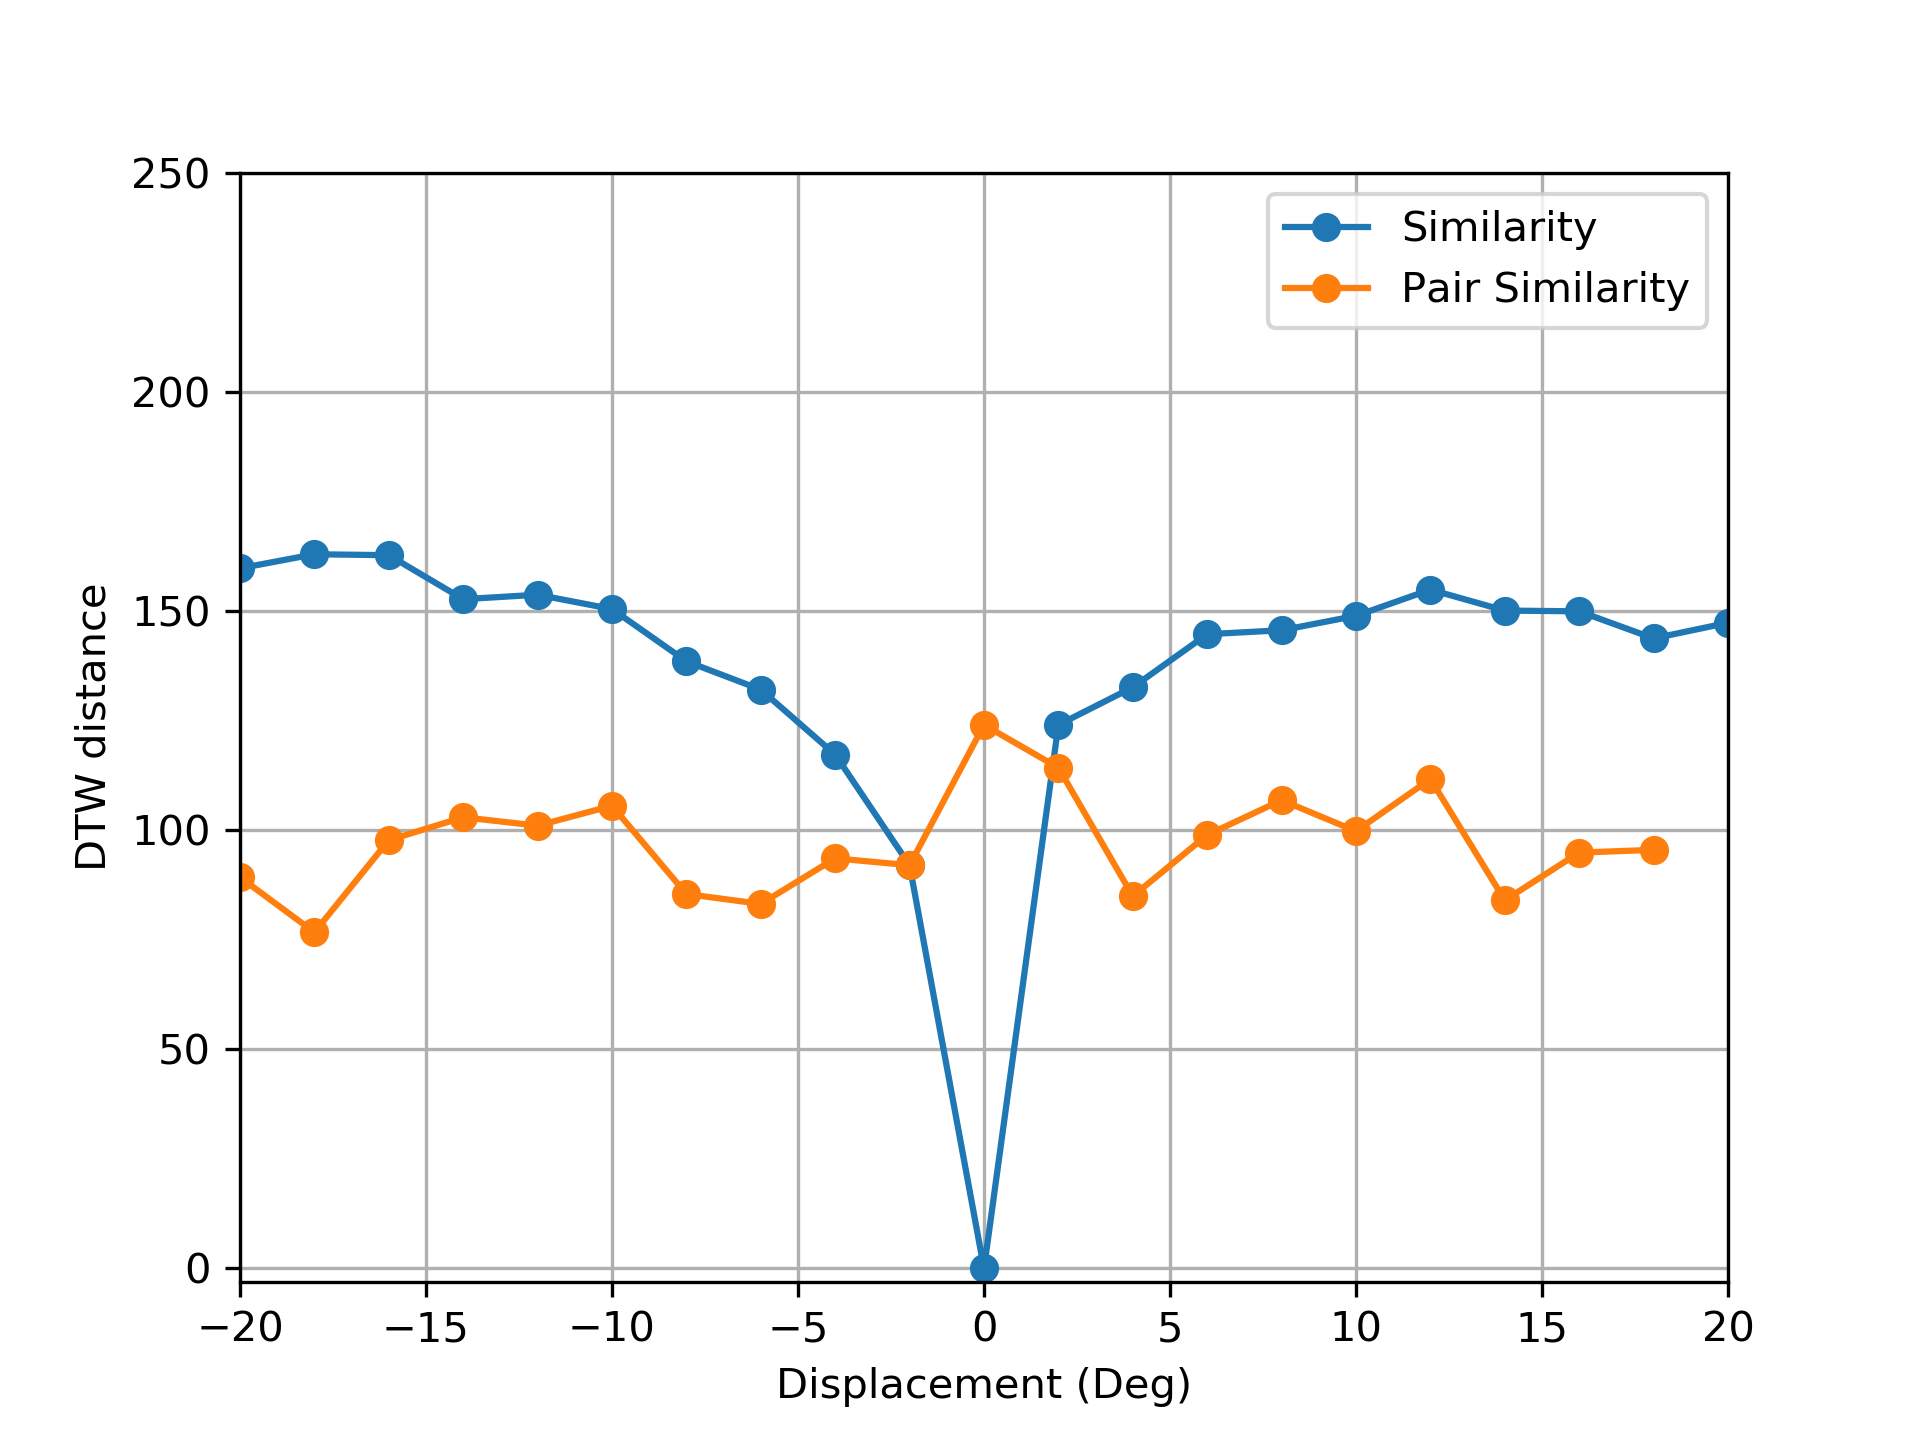 250
200
150
100
50
0
DTW distance
Similarity
Pair Similarity
−20 −15 −10 −5 0 5 10 15 20
Displacement (Deg)